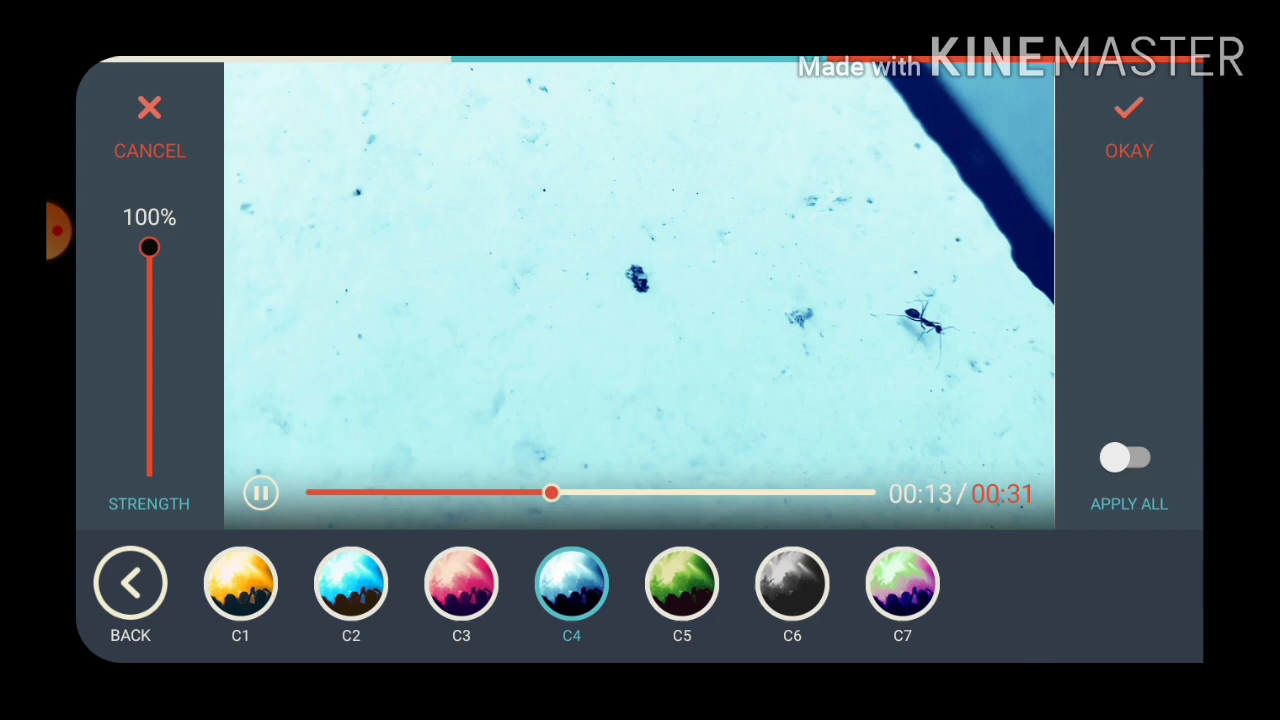 Made with KINEMASTER
CANCEL
OKAY
100%
STRENGTH
00:13/00:31
APPLY ALL
BACK
C1
C2
C3
C4
C5
C6
C7